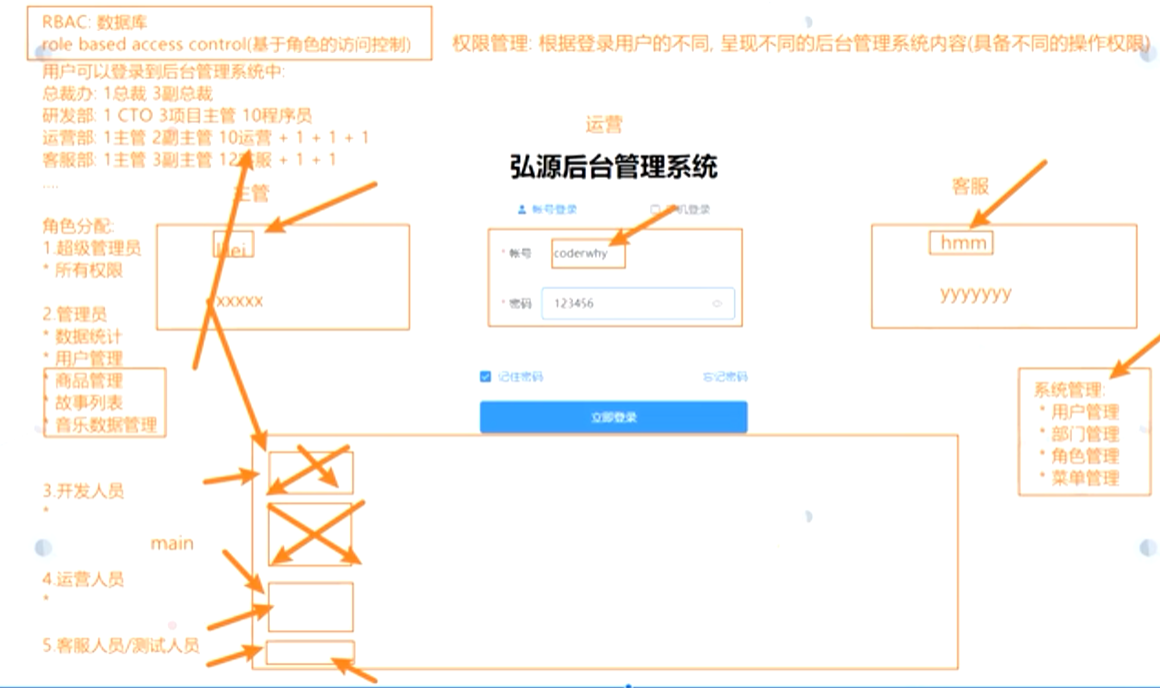 RBAC: 数据库
role based access control(基于角色的访问控制)
权限管理: 根据登录用户的不同, 呈现不同的后台管理系统内容(具备不同的操作权限)
用户可以登录到后台管理系统中:
总裁办: 1总裁 3副总裁
研发部: 1 CTO 3项目主管 10程序员
运营部: 1主管 2副主管 10运营 + 1 + 1 + 1
客服部: 1主管 3副主管 12客服 + 1 + 1
....
角色分配:
1.超级管理员
* 所有权限
2.管理员
* 数据统计
* 用户管理
* 商品管理
* 故事列表
* 音乐数据管理
3.开发人员
*
4.运营人员
*
5.客服人员/测试人员
主管
xxxxx
main
运营
弘源后台管理系统
帐号登录
手机登录
* 帐号 coderwhy
* 密码 123456
记住密码
忘记密码
立即登录
客服
hmm
yyyyyyy
系统管理:
* 用户管理
* 部门管理
* 角色管理
* 菜单管理